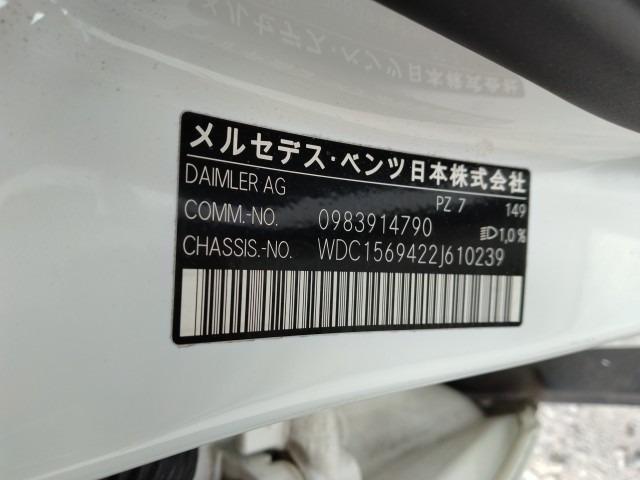 メルセデス・ベンツ日本株式会社
DAIMLER AG
PZ 7 149
COMM.-NO. 0983914790 1,0 %
CHASSIS.-NO. WDC1569422J610239